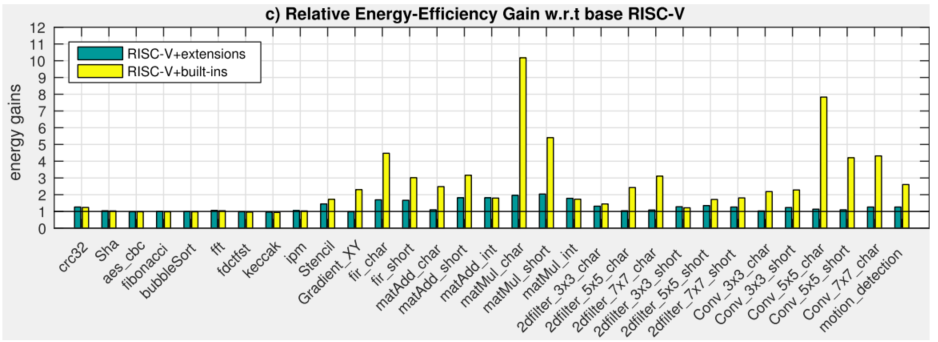 c) Relative Energy-Efficiency Gain w.r.t base RISC-V
12
11
10
9
8
7
6
5
4
3
2
1
0
energy gains
RISC-V+extensions
RISC-V+built-ins
crc32
Sha
aes_cbc
fibonacci
bubbleSort
fft
fdctfst
keccak
ipm
Stencil
Gradient_XY
fir_char
fir_short
matAdd_char
matAdd_short
matAdd_int
matMul_char
matMul_short
matMul_int
2dfilter_3x3_char
2dfilter_5x5_char
2dfilter_7x7_char
2dfilter_3x3_short
2dfilter_5x5_short
2dfilter_7x7_short
Conv_3x3_char
Conv_3x3_short
Conv_5x5_char
Conv_5x5_short
Conv_7x7_char
motion_detection